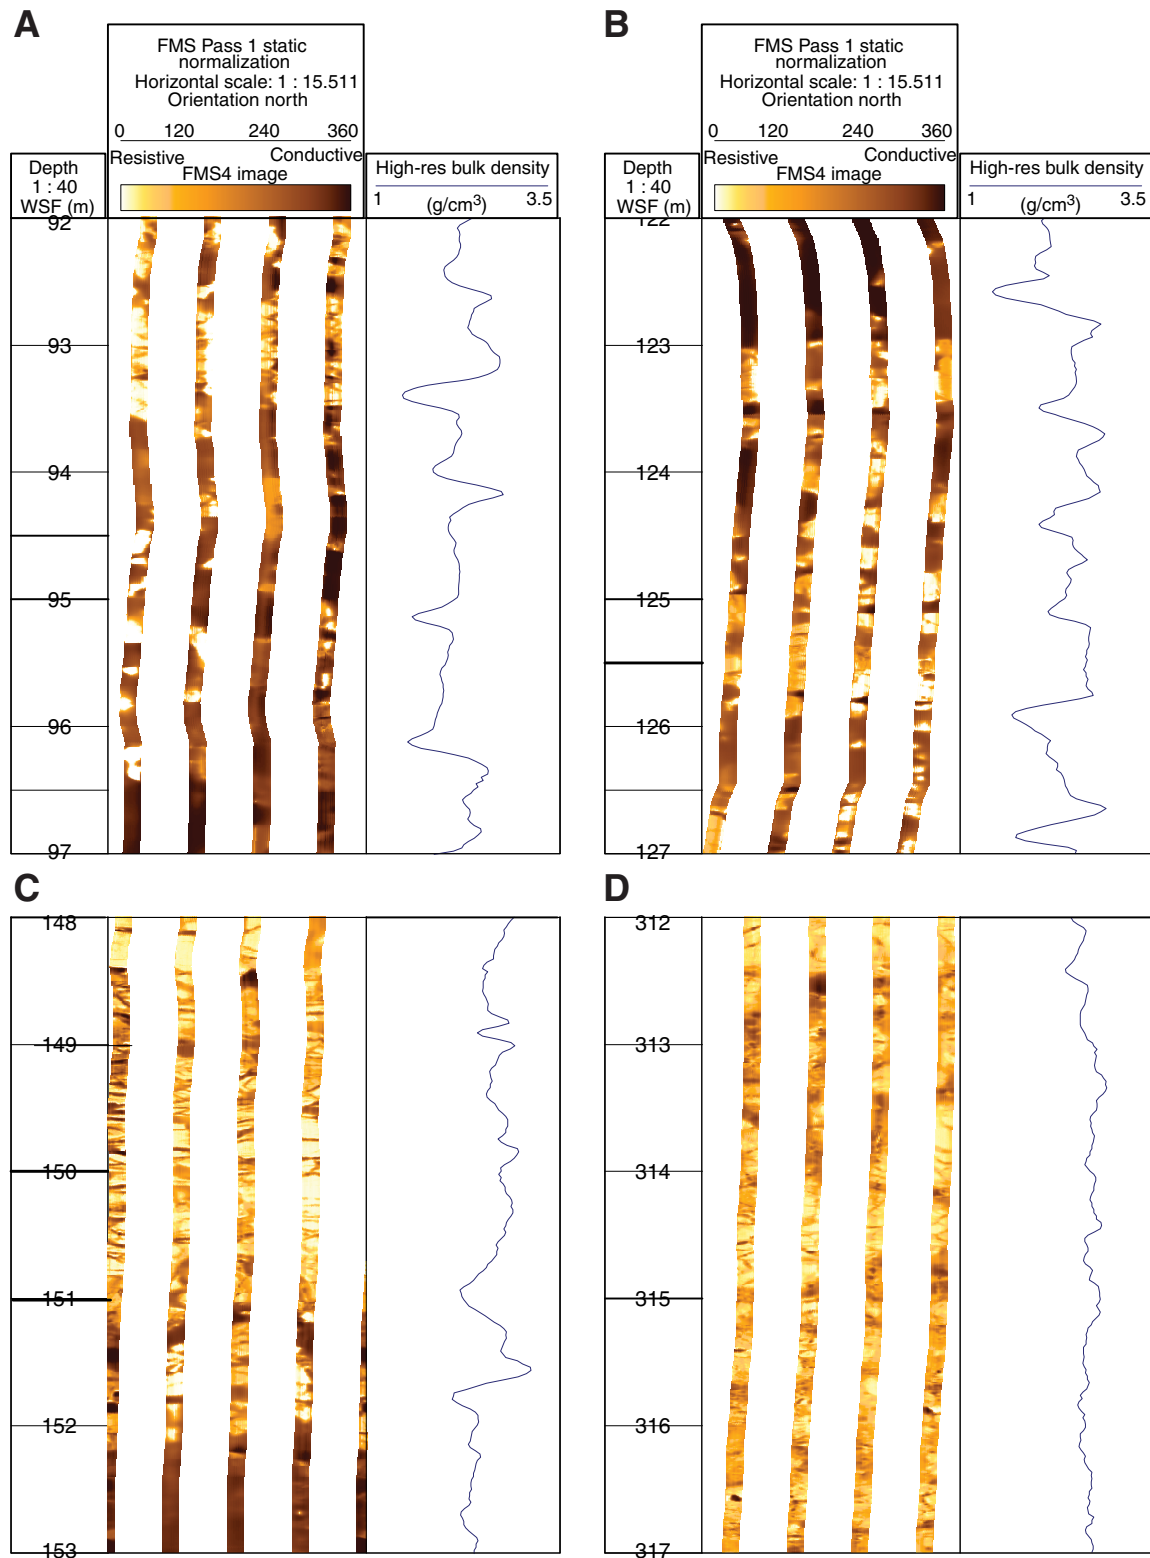 A
FMS Pass 1 static
normalization
Horizontal scale: 1 : 15.511
Orientation north
0 120 240 360
Resistive Conductive
FMS4 image
Depth
1 : 40
WSF (m)
High-res bulk density
1 3.5
(g/cm³)
92
93
94
95
96
97
B
FMS Pass 1 static
normalization
Horizontal scale: 1 : 15.511
Orientation north
0 120 240 360
Resistive Conductive
FMS4 image
Depth
1 : 40
WSF (m)
High-res bulk density
1 3.5
(g/cm³)
122
123
124
125
126
127
C
148
149
150
151
152
153
D
312
313
314
315
316
317